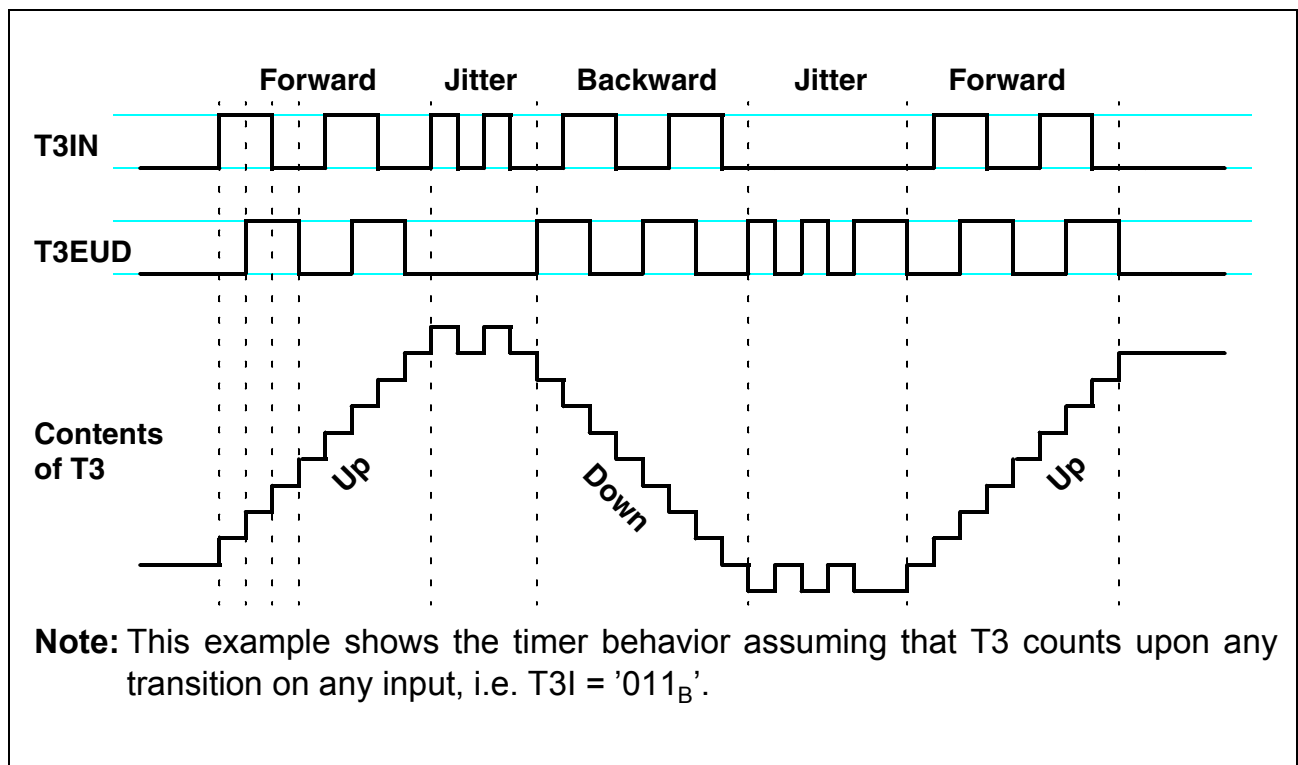 Forward Jitter Backward Jitter Forward
T3IN
T3EUD
Contents
of T3
Up
Down
Up
Note: This example shows the timer behavior assuming that T3 counts upon any
transition on any input, i.e. T3I = ’011B’.